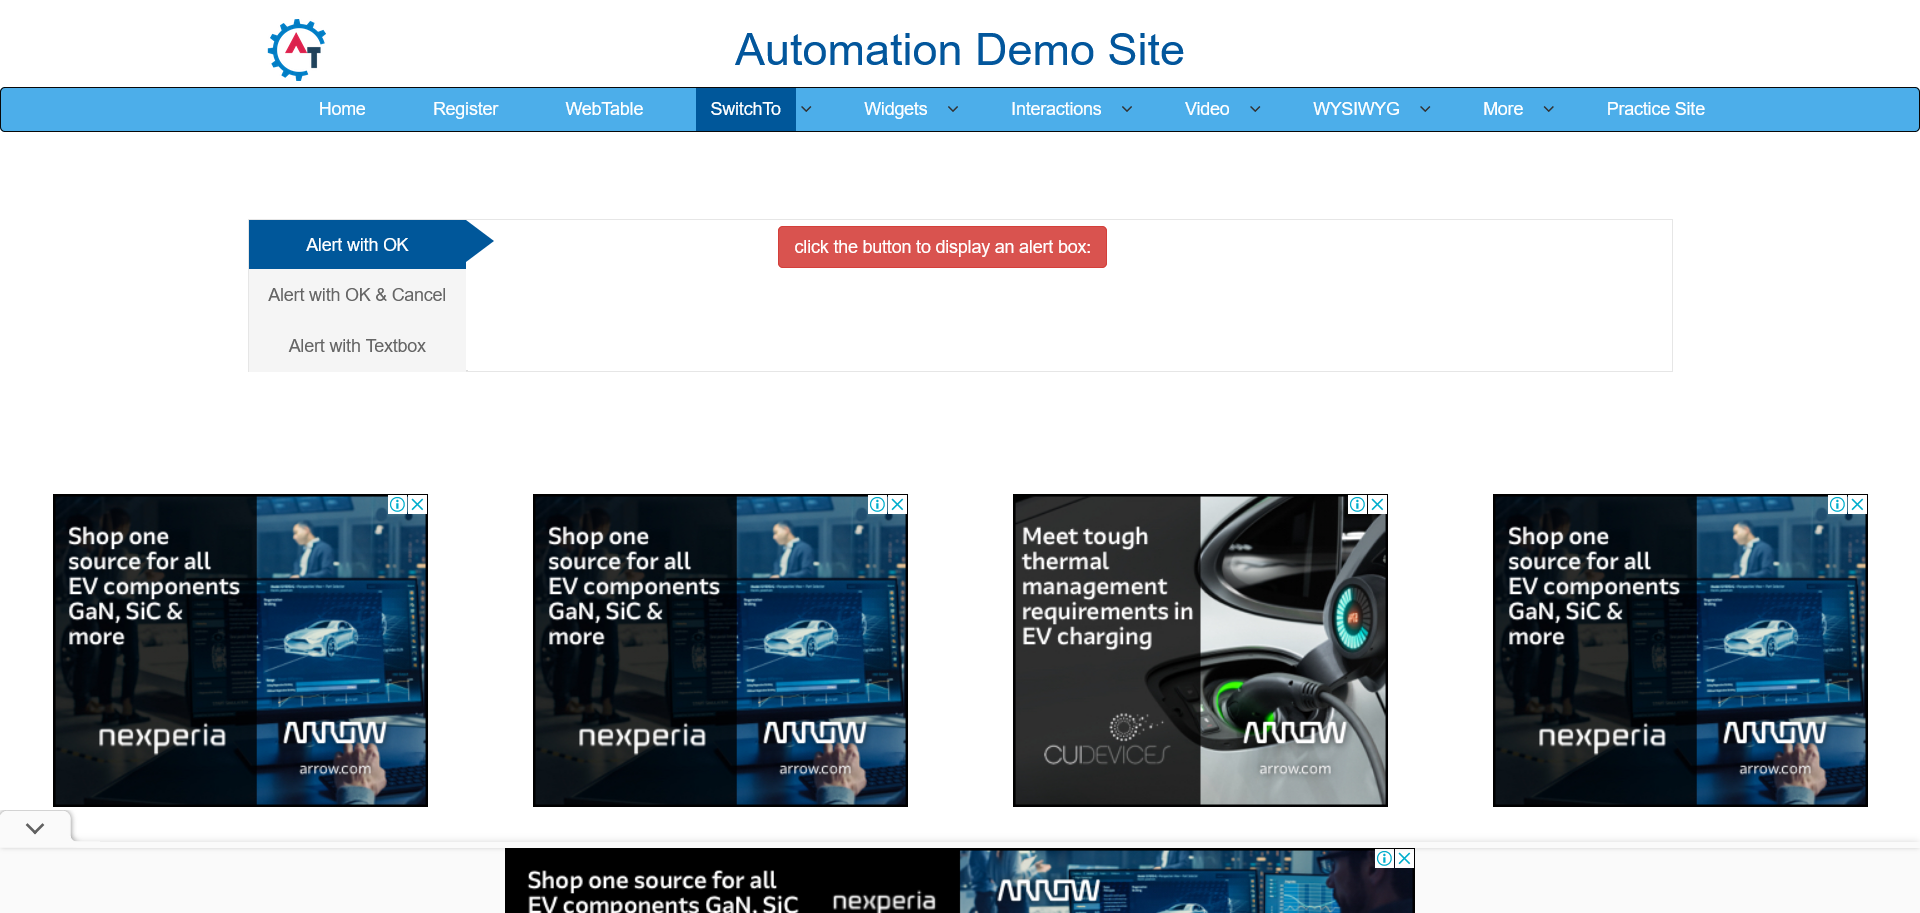 AT
Automation Demo Site
Home Register WebTable SwitchTo Widgets Interactions Video WYSIWYG More Practice Site
Alert with OK
click the button to display an alert box:
Alert with OK & Cancel
Alert with Textbox
Shop one
source for all
EV components
GaN, SiC &
more
nexperia
ARROW
arrow.com
Shop one
source for all
EV components
GaN, SiC &
more
nexperia
ARROW
arrow.com
Meet tough
thermal
management
requirements in
EV charging
CUIDEVICES
ARROW
arrow.com
Shop one
source for all
EV components
GaN, SiC &
more
nexperia
ARROW
arrow.com
Shop one source for all
EV components GaN, SiC
nexperia
ARROW